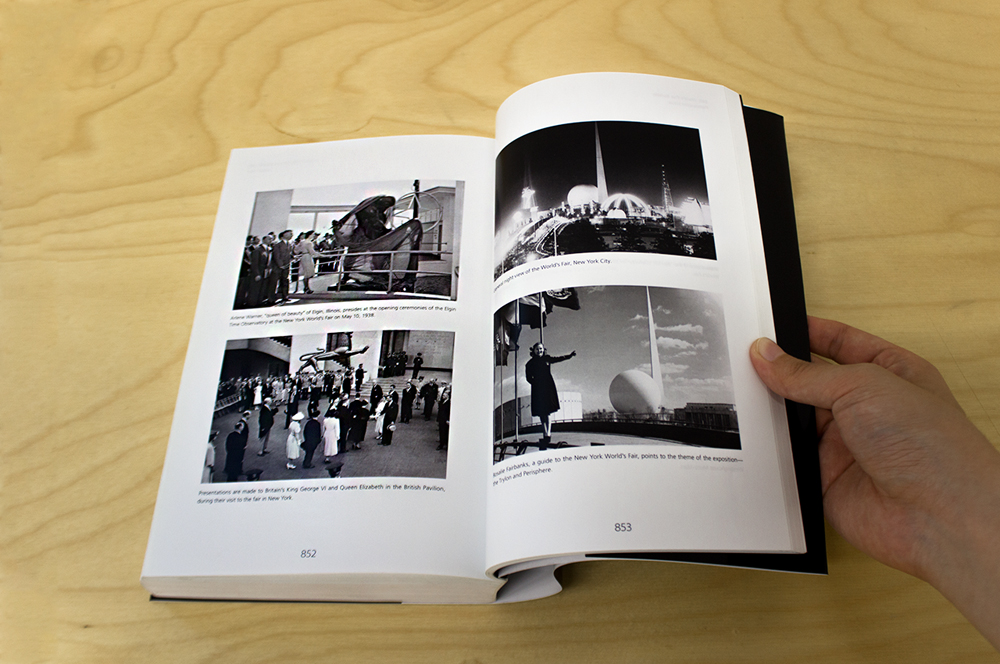 Arlene Warner, "queen of beauty" of Elgin, Illinois, presides at the opening ceremonies of the Elgin
Time Observatory at the New York World's Fair on May 10, 1938.
Presentations are made to Britain's King George VI and Queen Elizabeth in the British Pavilion,
during their visit to the fair in New York.
852
night view of the World's Fair, New York City.
Fairbanks, a guide to the New York World's Fair, points to the theme of the exposition—
the Trylon and Perisphere.
853